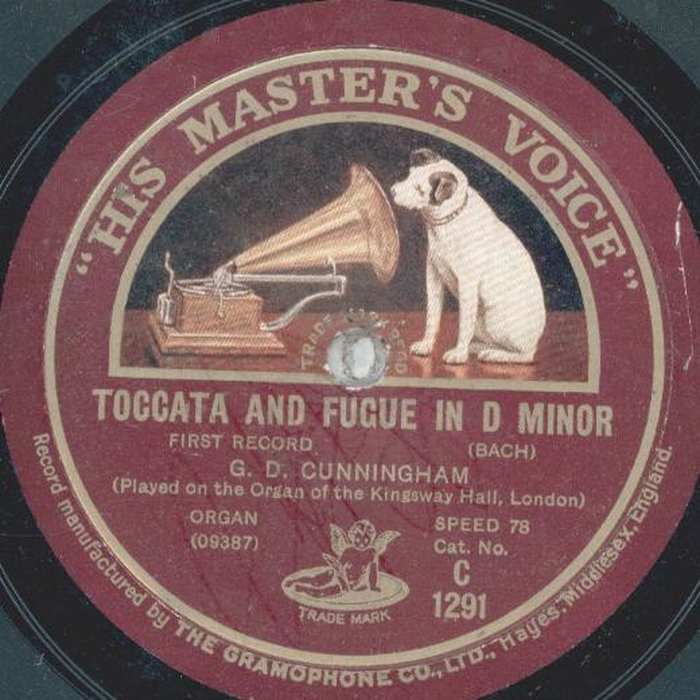 "HIS MASTER'S VOICE"
TRADE MARK
TOCCATA AND FUGUE IN D MINOR
FIRST RECORD (BACH)
G. D. CUNNINGHAM
(Played on the Organ of the Kingsway Hall, London)
ORGAN SPEED 78
(09387) Cat. No.
C
1291
TRADE MARK
Record manufactured by THE GRAMOPHONE CO., LTD., Hayes, Middlesex, England.